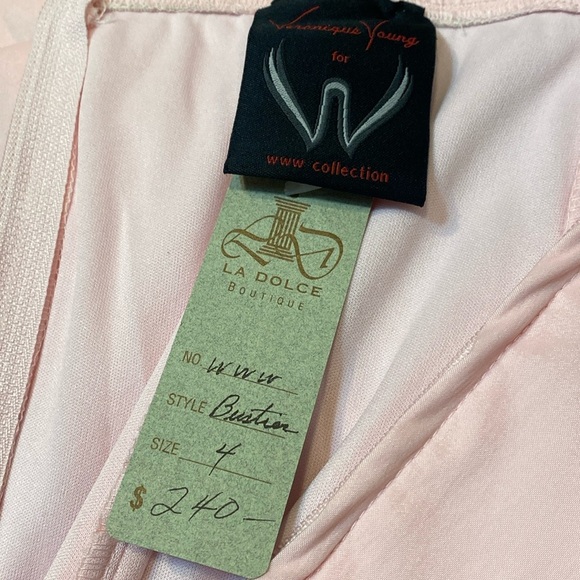 Veronique Young
for
www collection
LA DOLCE
BOUTIQUE
NO. WWW
STYLE Bustier
SIZE 4
$ 240-